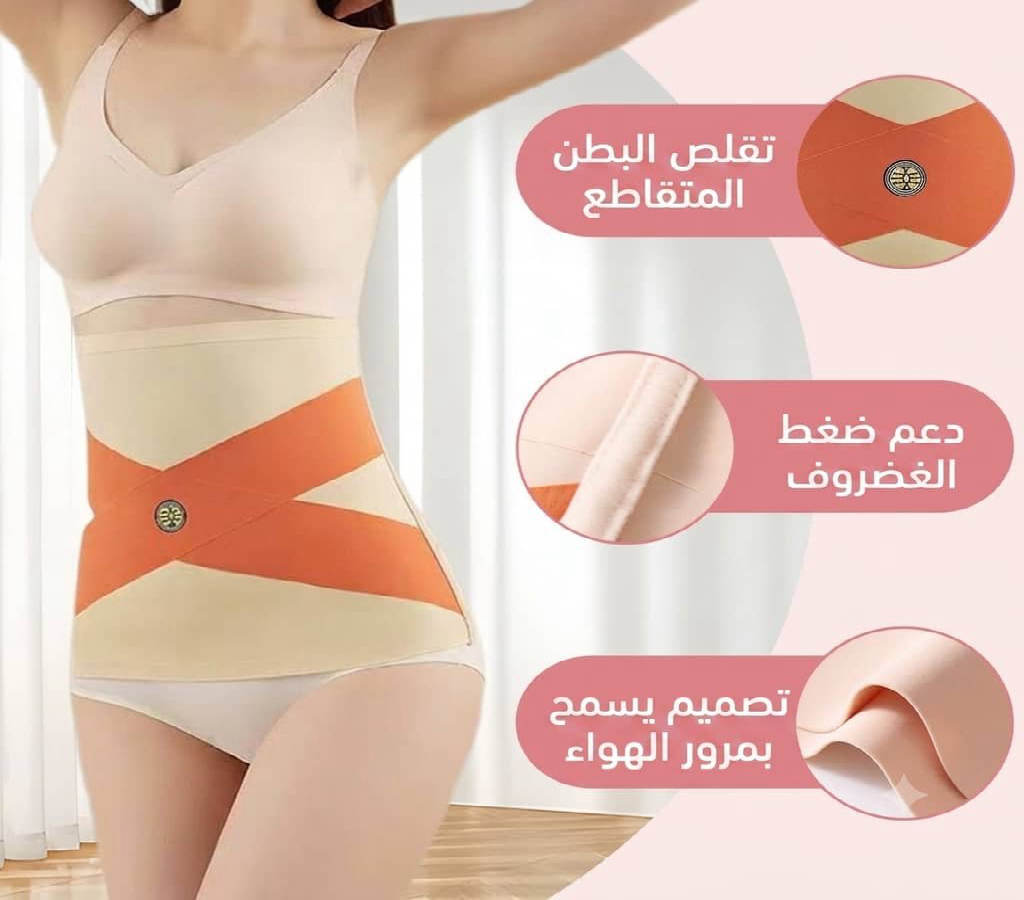 تقلص البطن
المتقاطع
دعم ضغط
الغضروف
تصميم يسمح
بمرور الهواء